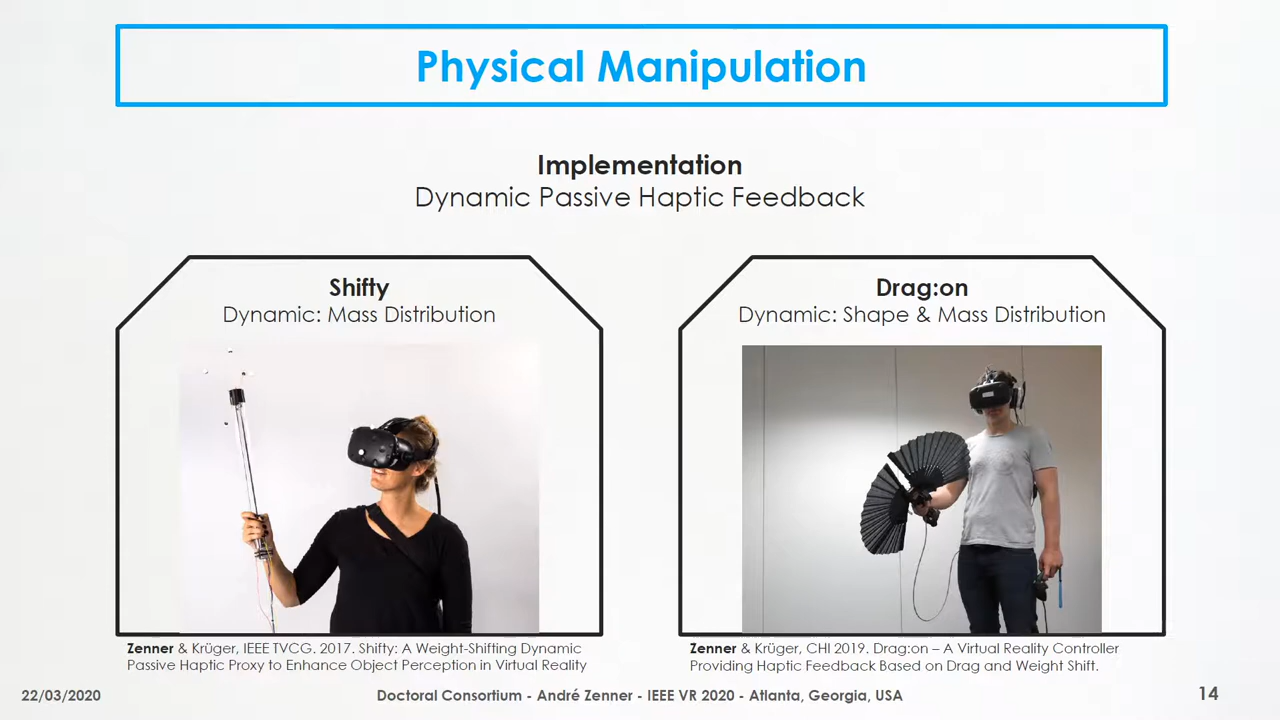 Physical Manipulation
Implementation
Dynamic Passive Haptic Feedback
Shifty
Dynamic: Mass Distribution
Zenner & Krüger, IEEE TVCG. 2017. Shifty: A Weight-Shifting Dynamic
Passive Haptic Proxy to Enhance Object Perception in Virtual Reality
Drag:on
Dynamic: Shape & Mass Distribution
Zenner & Krüger, CHI 2019. Drag:on – A Virtual Reality Controller
Providing Haptic Feedback Based on Drag and Weight Shift.
22/03/2020
Doctoral Consortium - André Zenner - IEEE VR 2020 - Atlanta, Georgia, USA
14